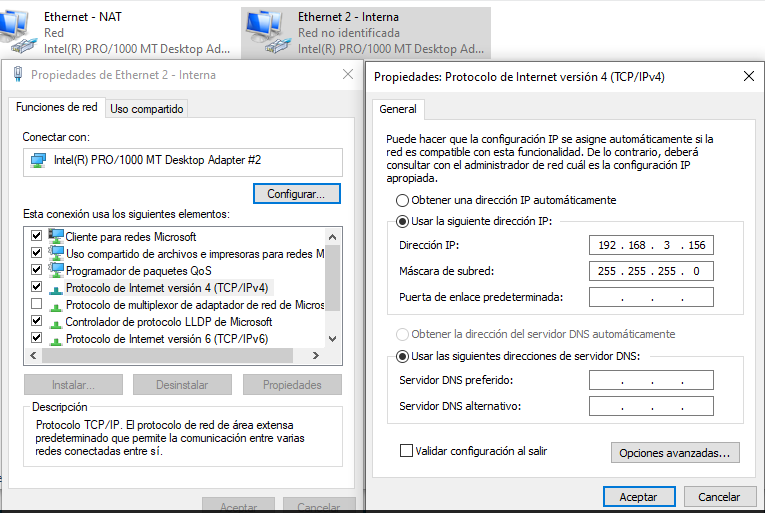 Ethernet - NAT
Red
Intel(R) PRO/1000 MT Desktop Ad...
Ethernet 2 - Interna
Red no identificada
Intel(R) PRO/1000 MT Desktop Ad...
Propiedades de Ethernet 2 - Interna
Funciones de red
Uso compartido
Conectar con:
Intel(R) PRO/1000 MT Desktop Adapter #2
Configurar...
Esta conexión usa los siguientes elementos:
Cliente para redes Microsoft
Uso compartido de archivos e impresoras para redes M
Programador de paquetes QoS
Protocolo de Internet versión 4 (TCP/IPv4)
Protocolo de multiplexor de adaptador de red de Micros
Controlador de protocolo LLDP de Microsoft
Protocolo de Internet versión 6 (TCP/IPv6)
Instalar...
Desinstalar
Propiedades
Descripción
Protocolo TCP/IP. El protocolo de red de área extensa
predeterminado que permite la comunicación entre varias
redes conectadas entre sí.
Aceptar
Cancelar
Propiedades: Protocolo de Internet versión 4 (TCP/IPv4)
General
Puede hacer que la configuración IP se asigne automáticamente si la
red es compatible con esta funcionalidad. De lo contrario, deberá
consultar con el administrador de red cuál es la configuración IP
apropiada.
Obtener una dirección IP automáticamente
Usar la siguiente dirección IP:
Dirección IP:
192 . 168 . 3 . 156
Máscara de subred:
255 . 255 . 255 . 0
Puerta de enlace predeterminada:
. . .
Obtener la dirección del servidor DNS automáticamente
Usar las siguientes direcciones de servidor DNS:
Servidor DNS preferido:
. . .
Servidor DNS alternativo:
. . .
Validar configuración al salir
Opciones avanzadas...
Aceptar
Cancelar